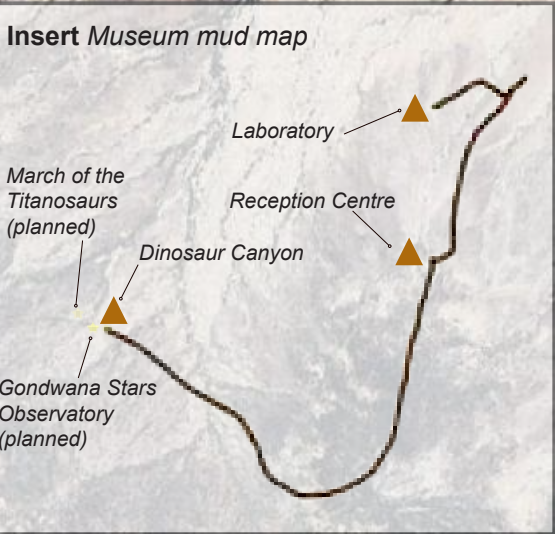 Insert Museum mud map
Laboratory
March of the
Titanosaurs
(planned)
Reception Centre
Dinosaur Canyon
Gondwana Stars
Observatory
(planned)